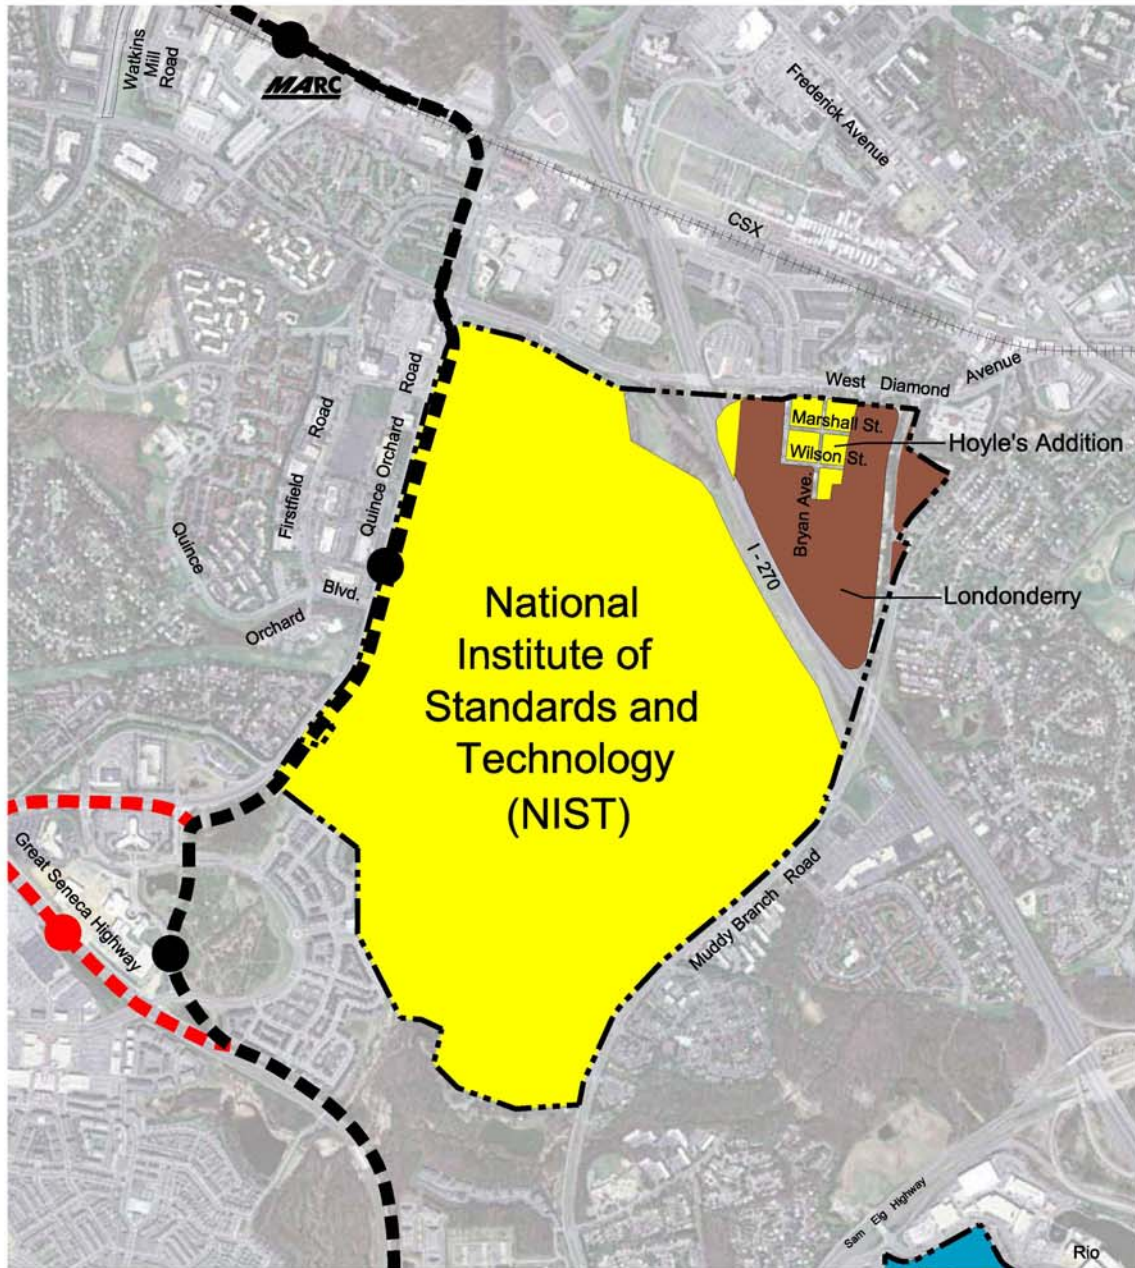 Watkins
Mill
Road
MARC
Frederick Avenue
CSX
West Diamond Avenue
Marshall St.
Hoyle's Addition
Wilson St.
Bryan Ave.
I - 270
Londonderry
Quince Orchard Road
Firstfield Road
Quince Orchard Blvd.
National
Institute of
Standards and
Technology
(NIST)
Great Seneca Highway
Muddy Branch Road
Sam Eig Highway
Rio